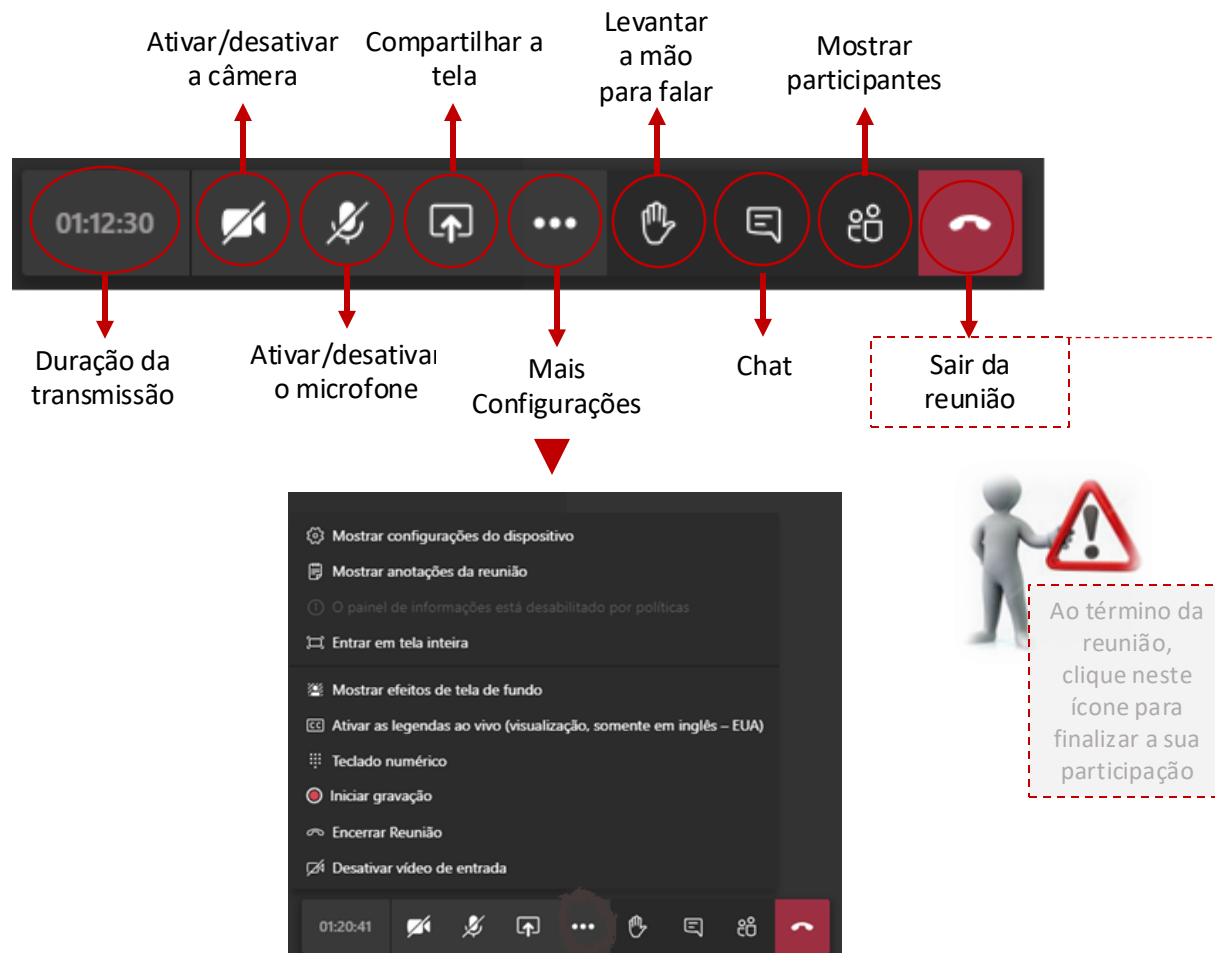 Ativar/desativar
a câmera
Compartilhar a
tela
Levantar
a mão
para falar
Mostrar
participantes
01:12:30
Duração da
transmissão
Ativar/desativar
o microfone
Mais
Configurações
Chat
Sair da
reunião
Mostrar configurações do dispositivo
Mostrar anotações da reunião
O painel de informações está desabilitado por políticas
Entrar em tela inteira
Mostrar efeitos de tela de fundo
CC Ativar as legendas ao vivo (visualização, somente em inglês – EUA)
Teclado numérico
Iniciar gravação
Encerrar Reunião
Desativar vídeo de entrada
01:20:41
Ao término da
reunião,
clique neste
ícone para
finalizar a sua
participação